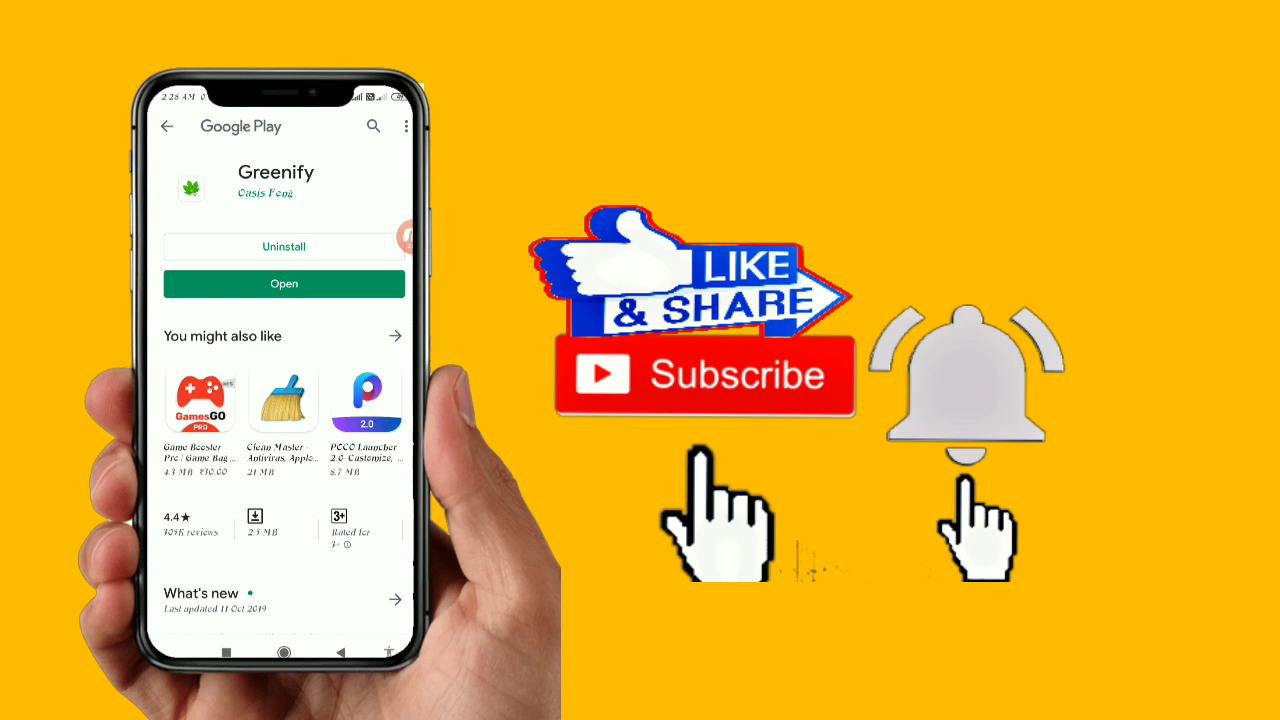 2:28 AM
Google Play
Greenify
Oasis Feng
Uninstall
Open
You might also like
GamesGO
PRO
2.0
Game Booster
Pro | Game Bag ...
4.3 MB ₹30.00
Clean Master -
Antivirus, Applo...
21 MB
POCO Launcher
2.0- Customize, ...
8.7 MB
4.4★
305K reviews
2.5 MB
3+
Rated for
3+
What's new
Last updated 11 Oct 2019
LIKE
& SHARE
Subscribe